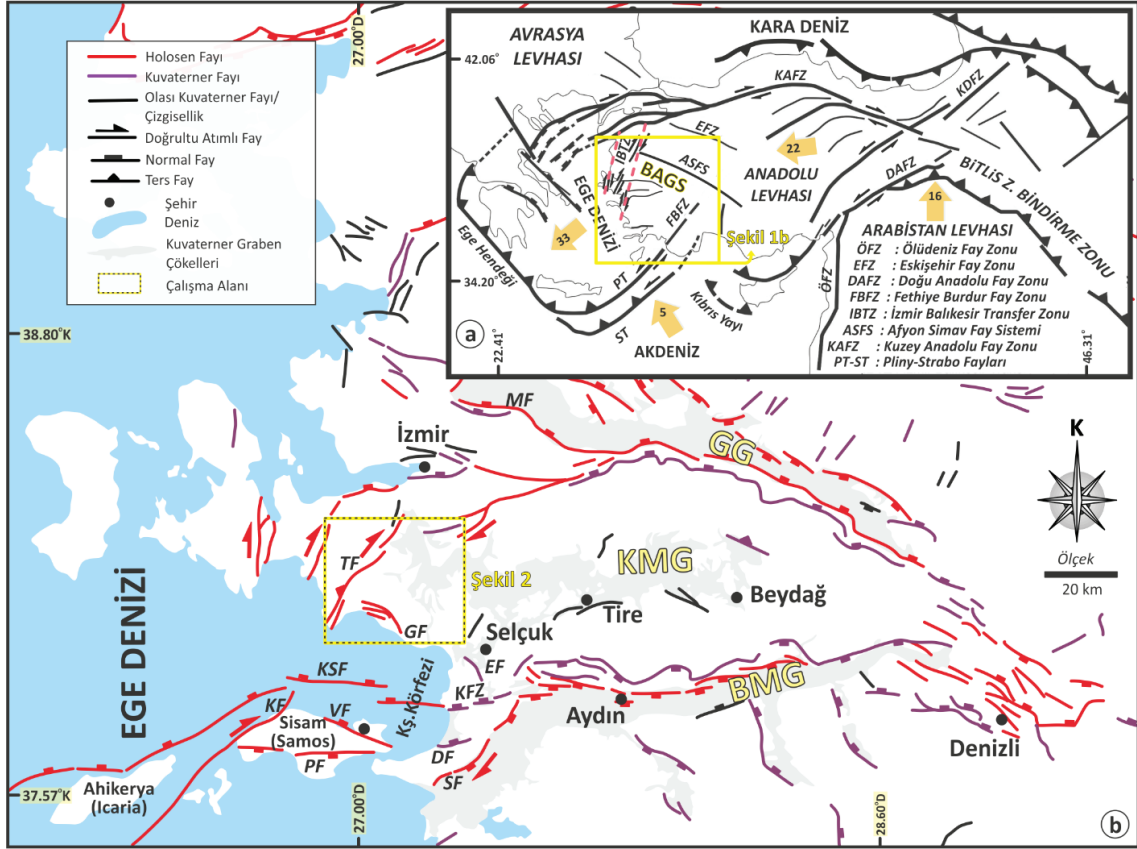 27.00°D
Holosen Fayı
Kuvaterner Fayı
Olası Kuvaterner Fayı/
Çizgisellik
Doğrultu Atımlı Fay
Normal Fay
Ters Fay
Şehir
Deniz
Kuvaterner Graben
Çökelleri
Çalışma Alanı
AVRASYA
LEVHASI
KARA DENİZ
42.06°
KAFZ
KDFZ
EFZ
22
IBTZ
ASFS
BAGS
ANADOLU
LEVHASI
DAFZ
BİTLİS Z. BİNDİRME ZONU
EGE DENİZİ
FBFZ
16
33
Şekil 1b
Ege Hendeği
ARABİSTAN LEVHASI
ÖFZ : Ölüdeniz Fay Zonu
EFZ : Eskişehir Fay Zonu
DAFZ : Doğu Anadolu Fay Zonu
FBFZ : Fethiye Burdur Fay Zonu
IBTZ : İzmir Balıkesir Transfer Zonu
ASFS : Afyon Simav Fay Sistemi
KAFZ : Kuzey Anadolu Fay Zonu
PT-ST : Pliny-Strabo Fayları
ÖFZ
34.20°
PT
ST
5
Kıbrıs Yayı
a
AKDENİZ
22.41°
46.31°
38.80°K
MF
İzmir
GG
K
Ölçek
20 km
TF
Şekil 2
KMG
Tire
Beydağ
GF
Selçuk
EF
EGE DENİZİ
KSF
Kş.Körfezi
KFZ
KF
VF
Sisam
(Samos)
BMG
Aydın
Denizli
PF
DF
SF
Ahikerya
(Icaria)
37.57°K
27.00°D
28.60°D
b